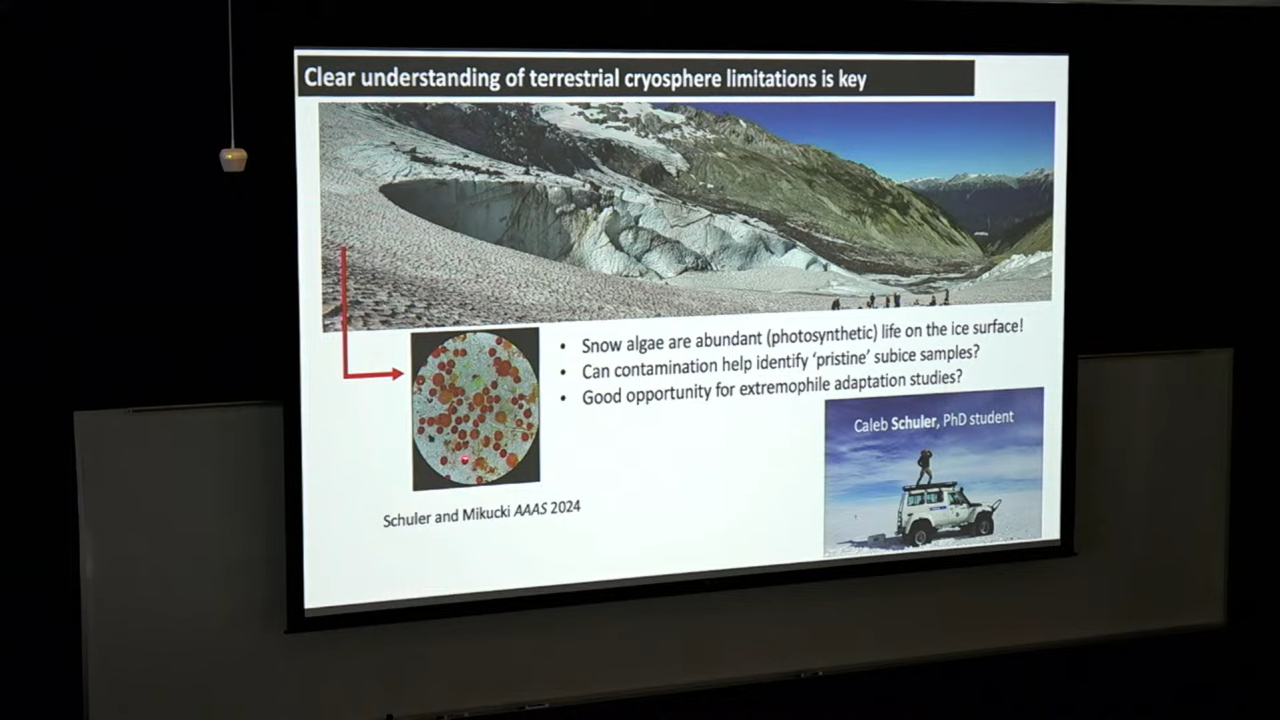 Clear understanding of terrestrial cryosphere limitations is key
• Snow algae are abundant (photosynthetic) life on the ice surface!
• Can contamination help identify ‘pristine’ subice samples?
• Good opportunity for extremophile adaptation studies?
Caleb Schuler, PhD student
Schuler and Mikucki AAAS 2024